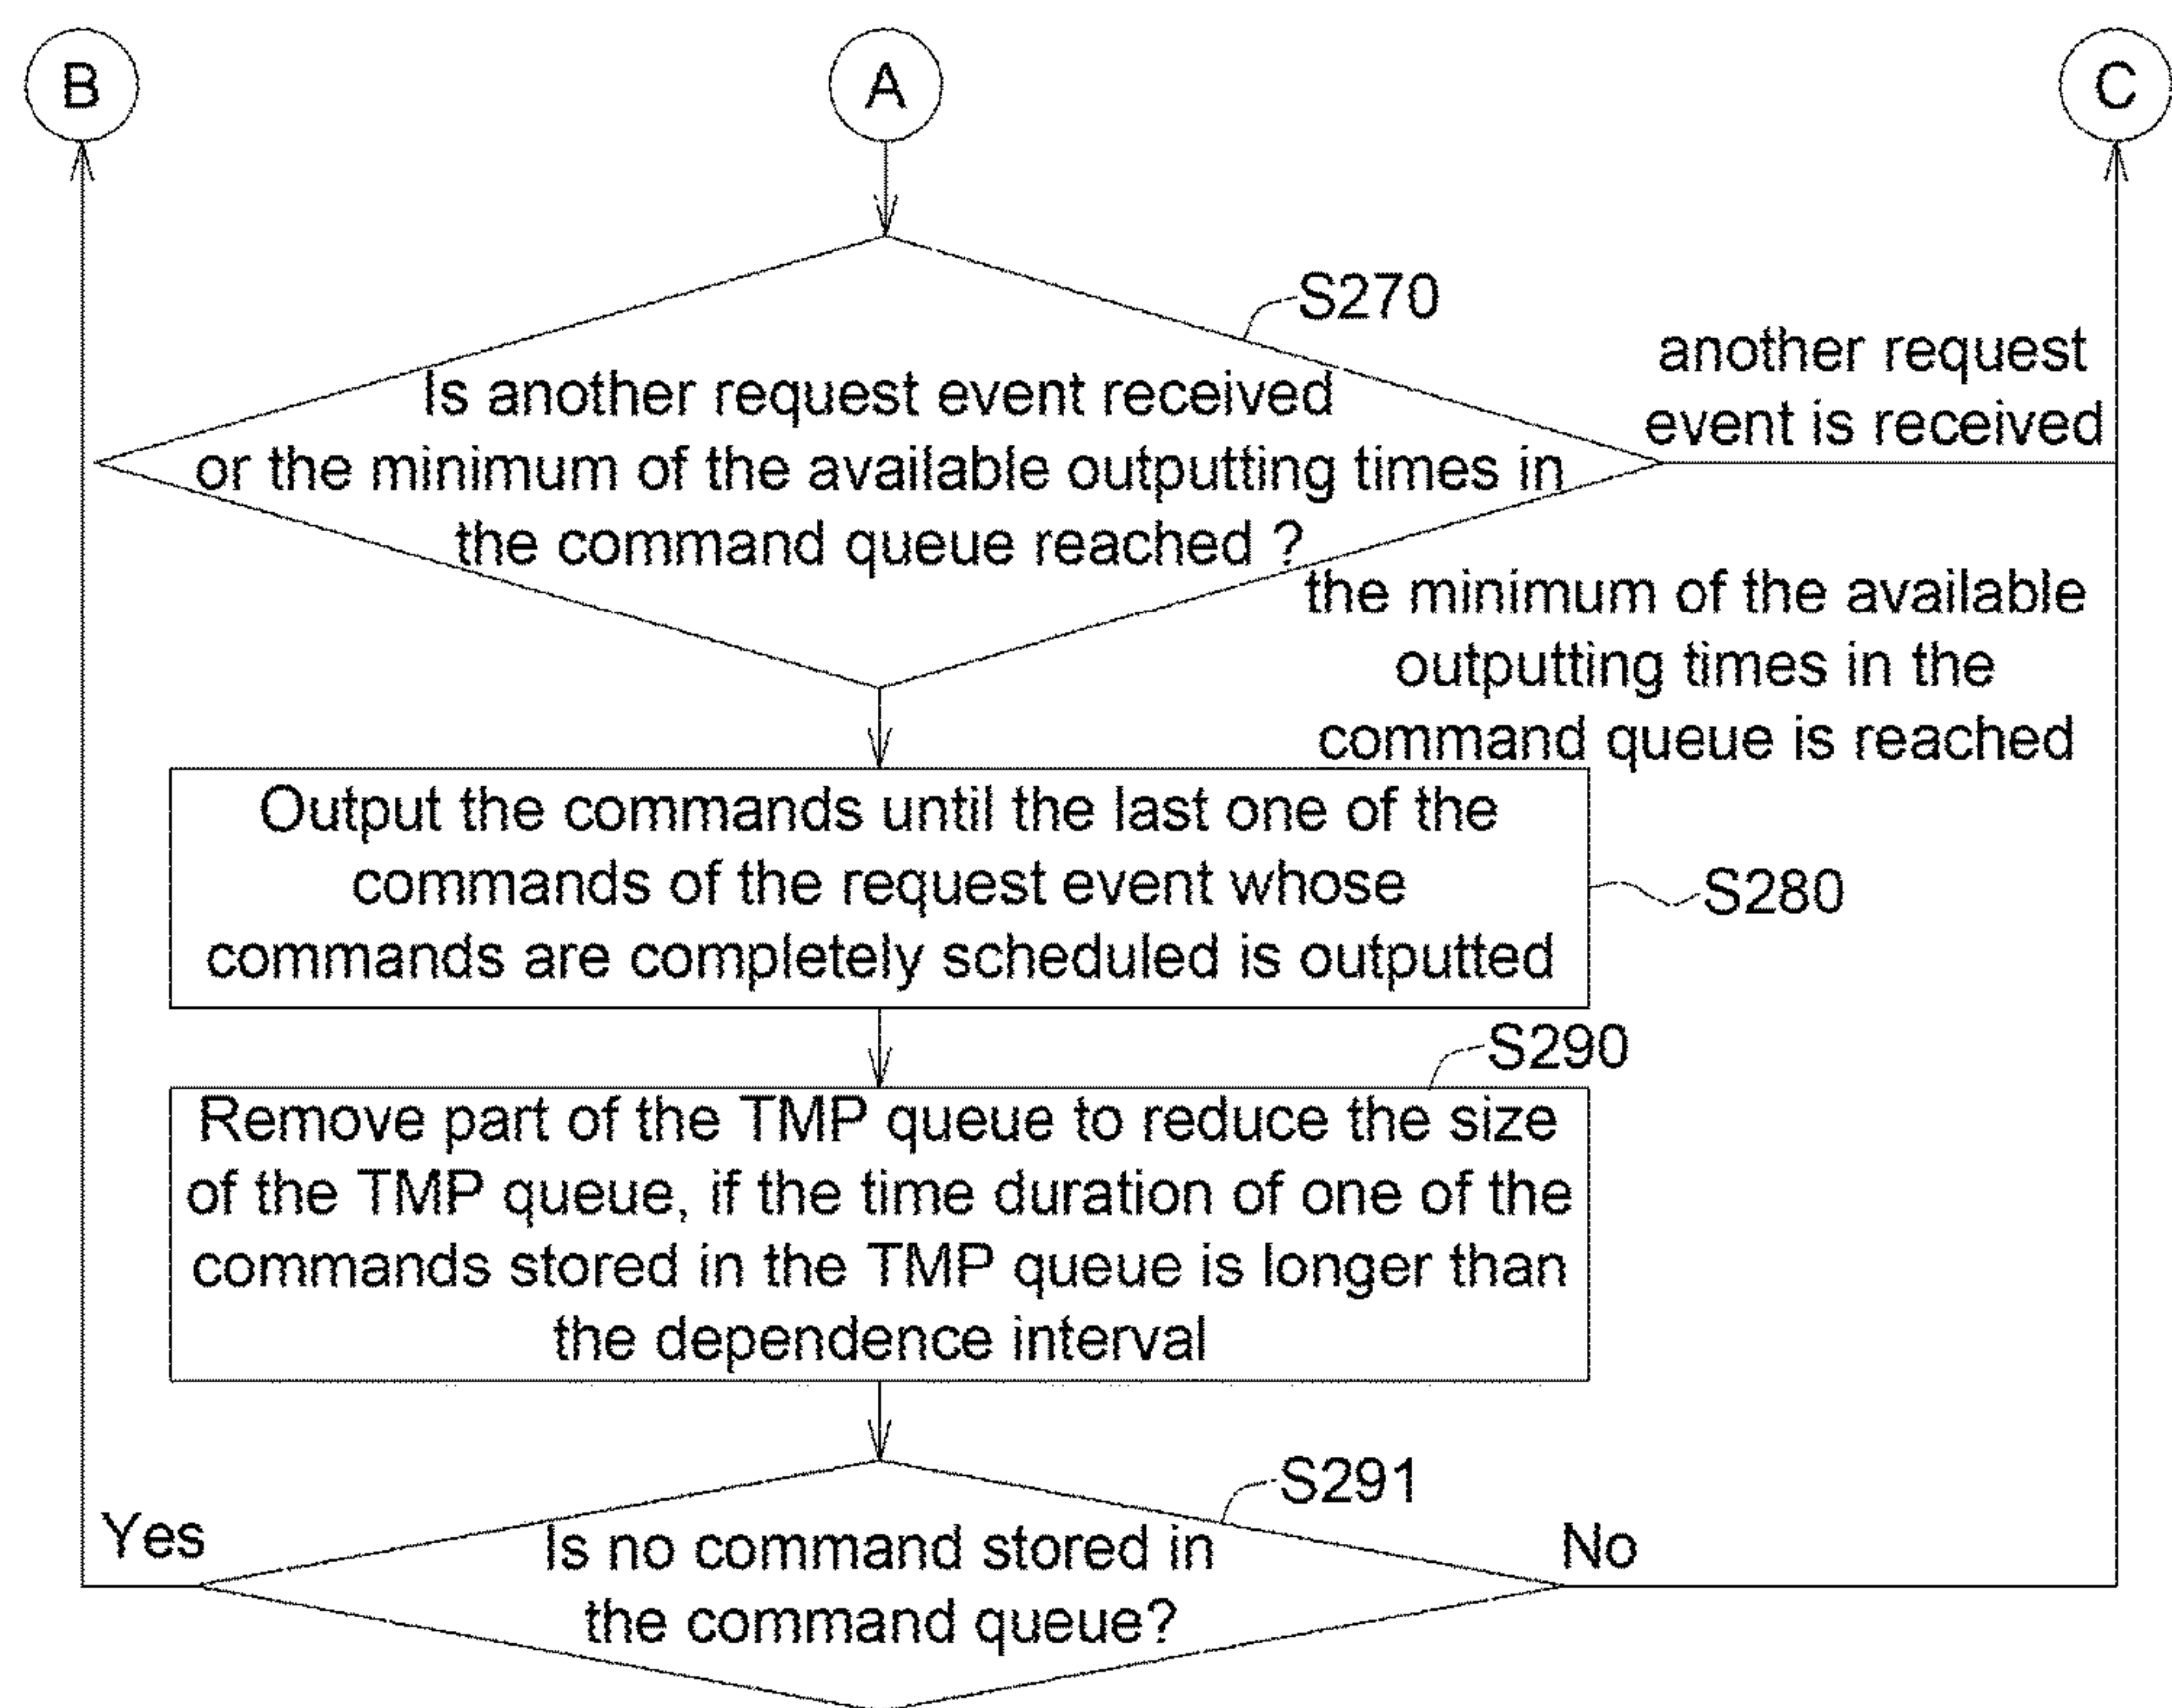 B
A
C
S270
another request
event is received
Is another request event received
or the minimum of the available outputting times in
the command queue reached ?
the minimum of the available
outputting times in the
command queue is reached
Output the commands until the last one of the
commands of the request event whose
commands are completely scheduled is outputted
S280
S290
Remove part of the TMP queue to reduce the size
of the TMP queue, if the time duration of one of the
commands stored in the TMP queue is longer than
the dependence interval
S291
Yes
Is no command stored in
the command queue?
No